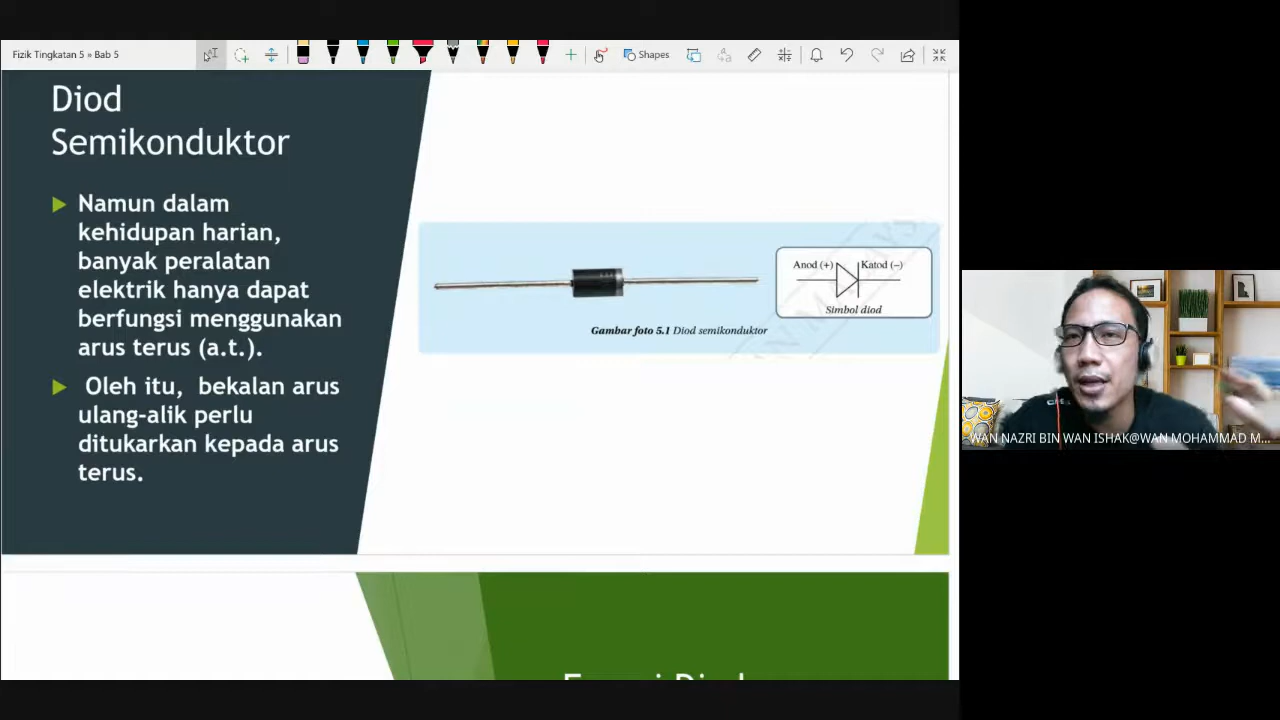 Fizik Tingkatan 5 » Bab 5
Shapes
Diod
Semikonduktor
Namun dalam
kehidupan harian,
banyak peralatan
elektrik hanya dapat
berfungsi menggunakan
arus terus (a.t.).
Oleh itu, bekalan arus
ulang-alik perlu
ditukarkan kepada arus
terus.
Anod (+) Katod (–)
Simbol diod
Gambar foto 5.1 Diod semikonduktor
WAN NAZRI BIN WAN ISHAK@WAN MOHAMMAD M...